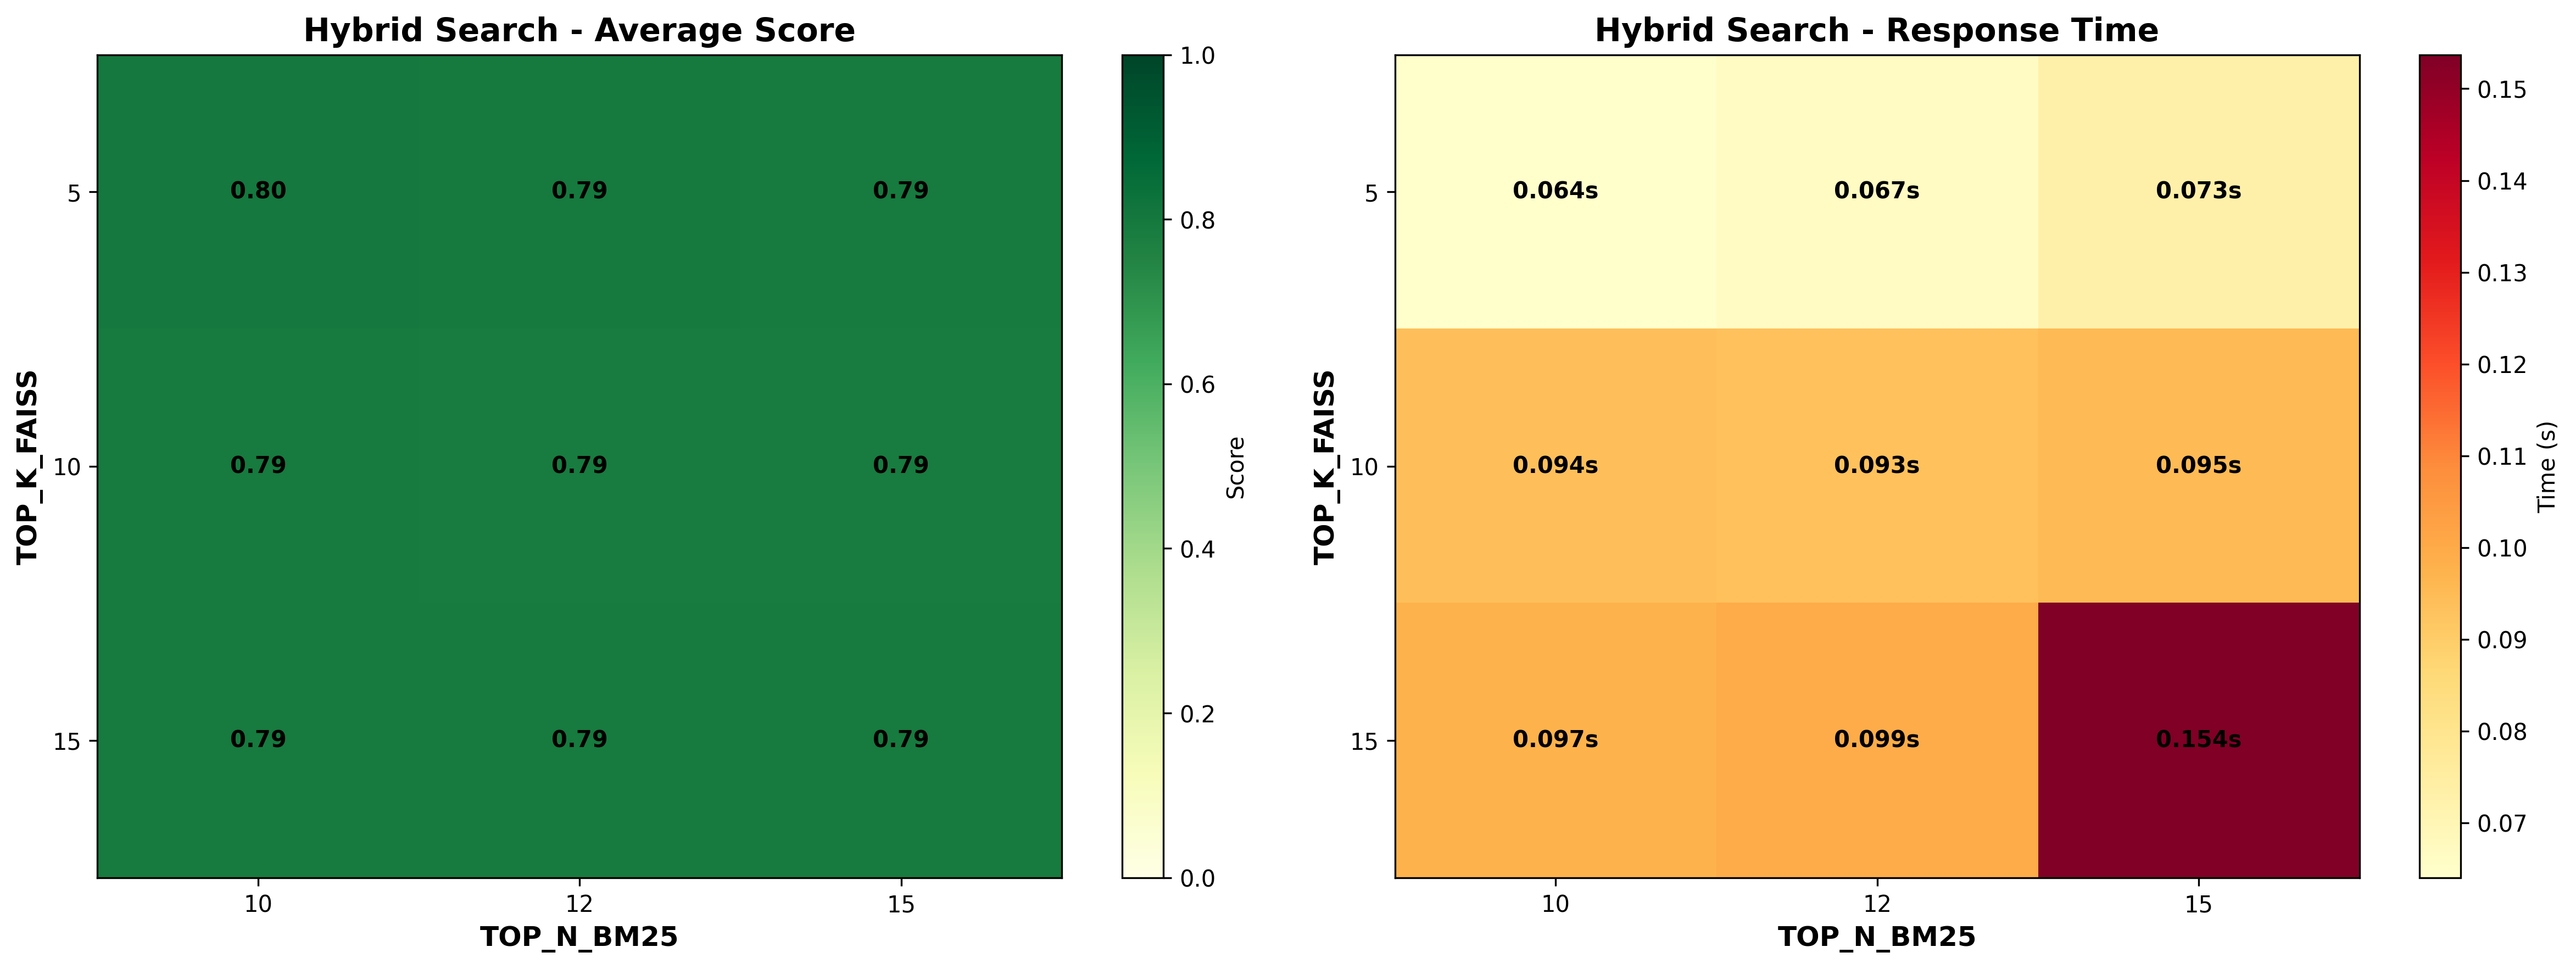 Hybrid Search - Average Score
TOP_K_FAISS
5
10
15
0.80 0.79 0.79
0.79 0.79 0.79
0.79 0.79 0.79
10 12 15
TOP_N_BM25
1.0
0.8
0.6
0.4
0.2
0.0
Score
Hybrid Search - Response Time
TOP_K_FAISS
5
10
15
0.064s 0.067s 0.073s
0.094s 0.093s 0.095s
0.097s 0.099s 0.154s
10 12 15
TOP_N_BM25
0.15
0.14
0.13
0.12
0.11
0.10
0.09
0.08
0.07
Time (s)